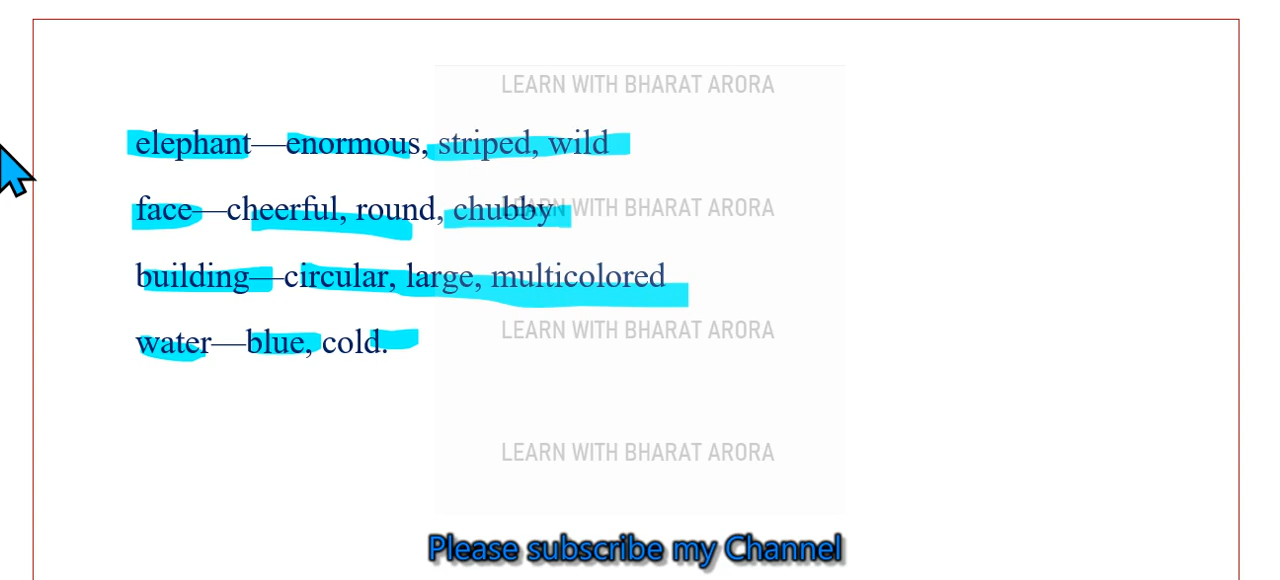 LEARN WITH BHARAT ARORA
elephant—enormous, striped, wild
face—cheerful, round, chubby
LEARN WITH BHARAT ARORA
building—circular, large, multicolored
LEARN WITH BHARAT ARORA
water—blue, cold.
LEARN WITH BHARAT ARORA
Please subscribe my Channel